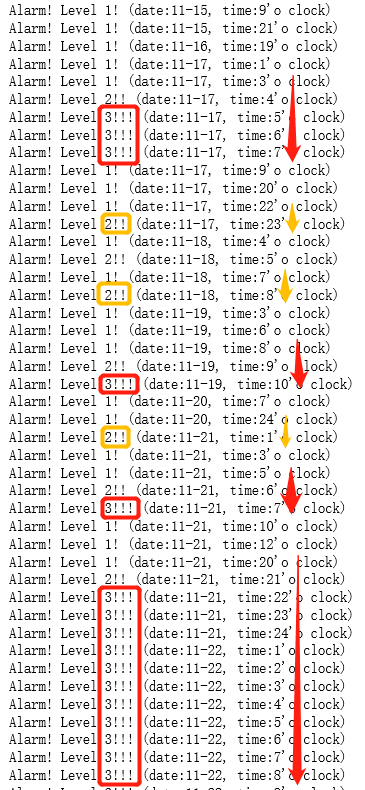 Alarm! Level 1! (date:11-15, time:9'o clock)
Alarm! Level 1! (date:11-15, time:21'o clock)
Alarm! Level 1! (date:11-16, time:19'o clock)
Alarm! Level 1! (date:11-17, time:1'o clock)
Alarm! Level 1! (date:11-17, time:3'o clock)
Alarm! Level 2!! (date:11-17, time:4'o clock)
Alarm! Level 3!!! (date:11-17, time:5'o clock)
Alarm! Level 3!!! (date:11-17, time:6'o clock)
Alarm! Level 3!!! (date:11-17, time:7'o clock)
Alarm! Level 1! (date:11-17, time:9'o clock)
Alarm! Level 1! (date:11-17, time:20'o clock)
Alarm! Level 1! (date:11-17, time:22'o clock)
Alarm! Level 2!! (date:11-17, time:23'o clock)
Alarm! Level 1! (date:11-18, time:4'o clock)
Alarm! Level 2!! (date:11-18, time:5'o clock)
Alarm! Level 1! (date:11-18, time:7'o clock)
Alarm! Level 2!! (date:11-18, time:8'o clock)
Alarm! Level 1! (date:11-19, time:3'o clock)
Alarm! Level 1! (date:11-19, time:6'o clock)
Alarm! Level 1! (date:11-19, time:8'o clock)
Alarm! Level 2!! (date:11-19, time:9'o clock)
Alarm! Level 3!!! (date:11-19, time:10'o clock)
Alarm! Level 1! (date:11-20, time:7'o clock)
Alarm! Level 1! (date:11-20, time:24'o clock)
Alarm! Level 2!! (date:11-21, time:1'o clock)
Alarm! Level 1! (date:11-21, time:3'o clock)
Alarm! Level 1! (date:11-21, time:5'o clock)
Alarm! Level 2!! (date:11-21, time:6'o clock)
Alarm! Level 3!!! (date:11-21, time:7'o clock)
Alarm! Level 1! (date:11-21, time:10'o clock)
Alarm! Level 1! (date:11-21, time:12'o clock)
Alarm! Level 1! (date:11-21, time:20'o clock)
Alarm! Level 2!! (date:11-21, time:21'o clock)
Alarm! Level 3!!! (date:11-21, time:22'o clock)
Alarm! Level 3!!! (date:11-21, time:23'o clock)
Alarm! Level 3!!! (date:11-21, time:24'o clock)
Alarm! Level 3!!! (date:11-22, time:1'o clock)
Alarm! Level 3!!! (date:11-22, time:2'o clock)
Alarm! Level 3!!! (date:11-22, time:3'o clock)
Alarm! Level 3!!! (date:11-22, time:4'o clock)
Alarm! Level 3!!! (date:11-22, time:5'o clock)
Alarm! Level 3!!! (date:11-22, time:6'o clock)
Alarm! Level 3!!! (date:11-22, time:7'o clock)
Alarm! Level 3!!! (date:11-22, time:8'o clock)